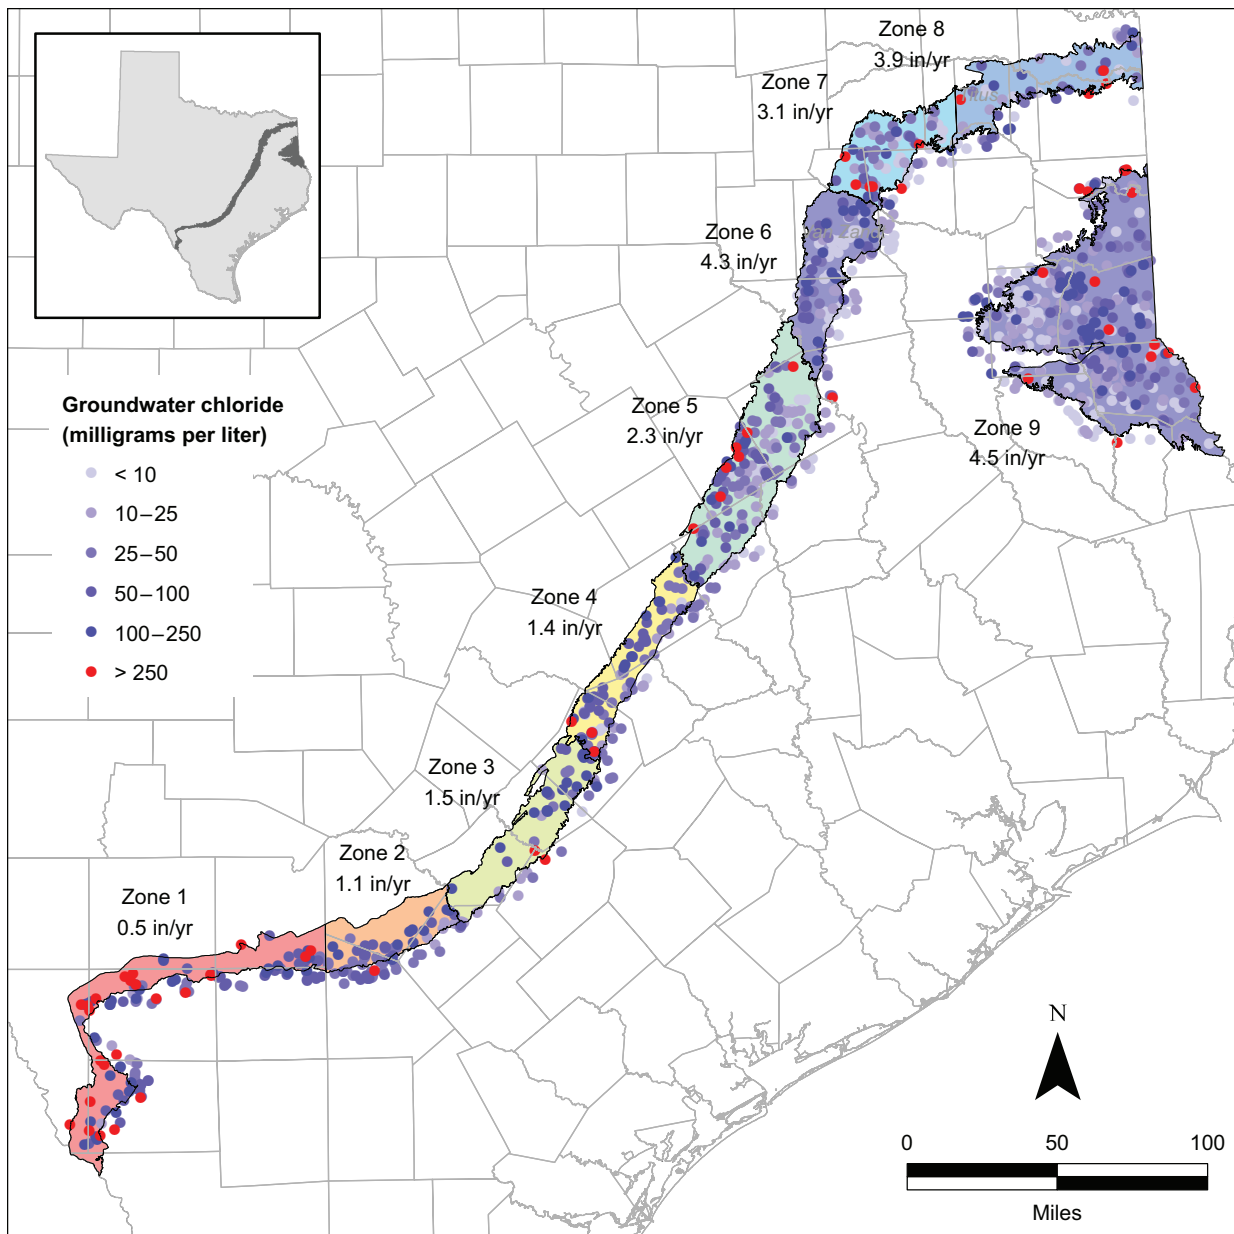 Zone 8
3.9 in/yr
Zone 7
3.1 in/yr
Zone 6
4.3 in/yr
Zone 5
2.3 in/yr
Zone 9
4.5 in/yr
Groundwater chloride
(milligrams per liter)
< 10
10–25
25–50
50–100
100–250
> 250
Zone 4
1.4 in/yr
Zone 3
1.5 in/yr
Zone 2
1.1 in/yr
Zone 1
0.5 in/yr
N
0 50 100
Miles